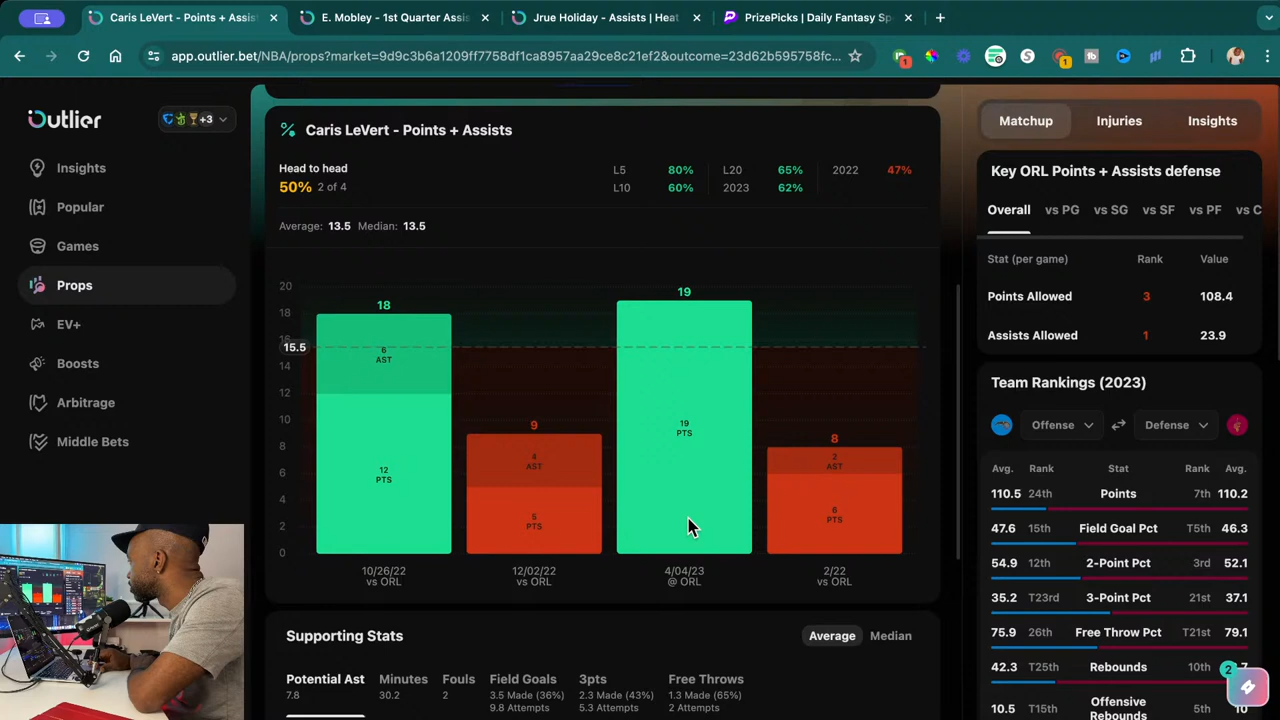 Caris LeVert - Points + Assist
E. Mobley - 1st Quarter Assis
Jrue Holiday - Assists | Heat
PrizePicks | Daily Fantasy Sp
app.outlier.bet/NBA/props?market=9d9c3b6a1209ff7758df1ca8957aa29ce8c21ef2&outcome=23d62b595758fc...
Outlier
+3
Insights
Popular
Games
Props
EV+
Boosts
Arbitrage
Middle Bets
Caris LeVert - Points + Assists
Head to head
50% 2 of 4
L5 80% L20 65% 2022 47%
L10 60% 2023 62%
Average: 13.5 Median: 13.5
20
18
16
14
12
10
8
6
4
2
0
15.5
18
6
AST
12
PTS
9
4
AST
5
PTS
19
19
PTS
8
2
AST
6
PTS
10/26/22
vs ORL
12/02/22
vs ORL
4/04/23
@ ORL
2/22
vs ORL
Supporting Stats
Average Median
Potential Ast Minutes Fouls Field Goals 3pts Free Throws
7.8 30.2 2 3.5 Made (36%) 2.3 Made (43%) 1.3 Made (65%)
9.8 Attempts 5.3 Attempts 2 Attempts
Matchup Injuries Insights
Key ORL Points + Assists defense
Overall vs PG vs SG vs SF vs PF vs C
Stat (per game) Rank Value
Points Allowed 3 108.4
Assists Allowed 1 23.9
Team Rankings (2023)
Offense Defense
Avg. Rank Stat Rank Avg.
110.5 24th Points 7th 110.2
47.6 15th Field Goal Pct T5th 46.3
54.9 12th 2-Point Pct 3rd 52.1
35.2 T23rd 3-Point Pct 21st 37.1
75.9 26th Free Throw Pct T21st 79.1
42.3 T25th Rebounds 10th
10.5 T15th Offensive Rebounds 5th 10
2